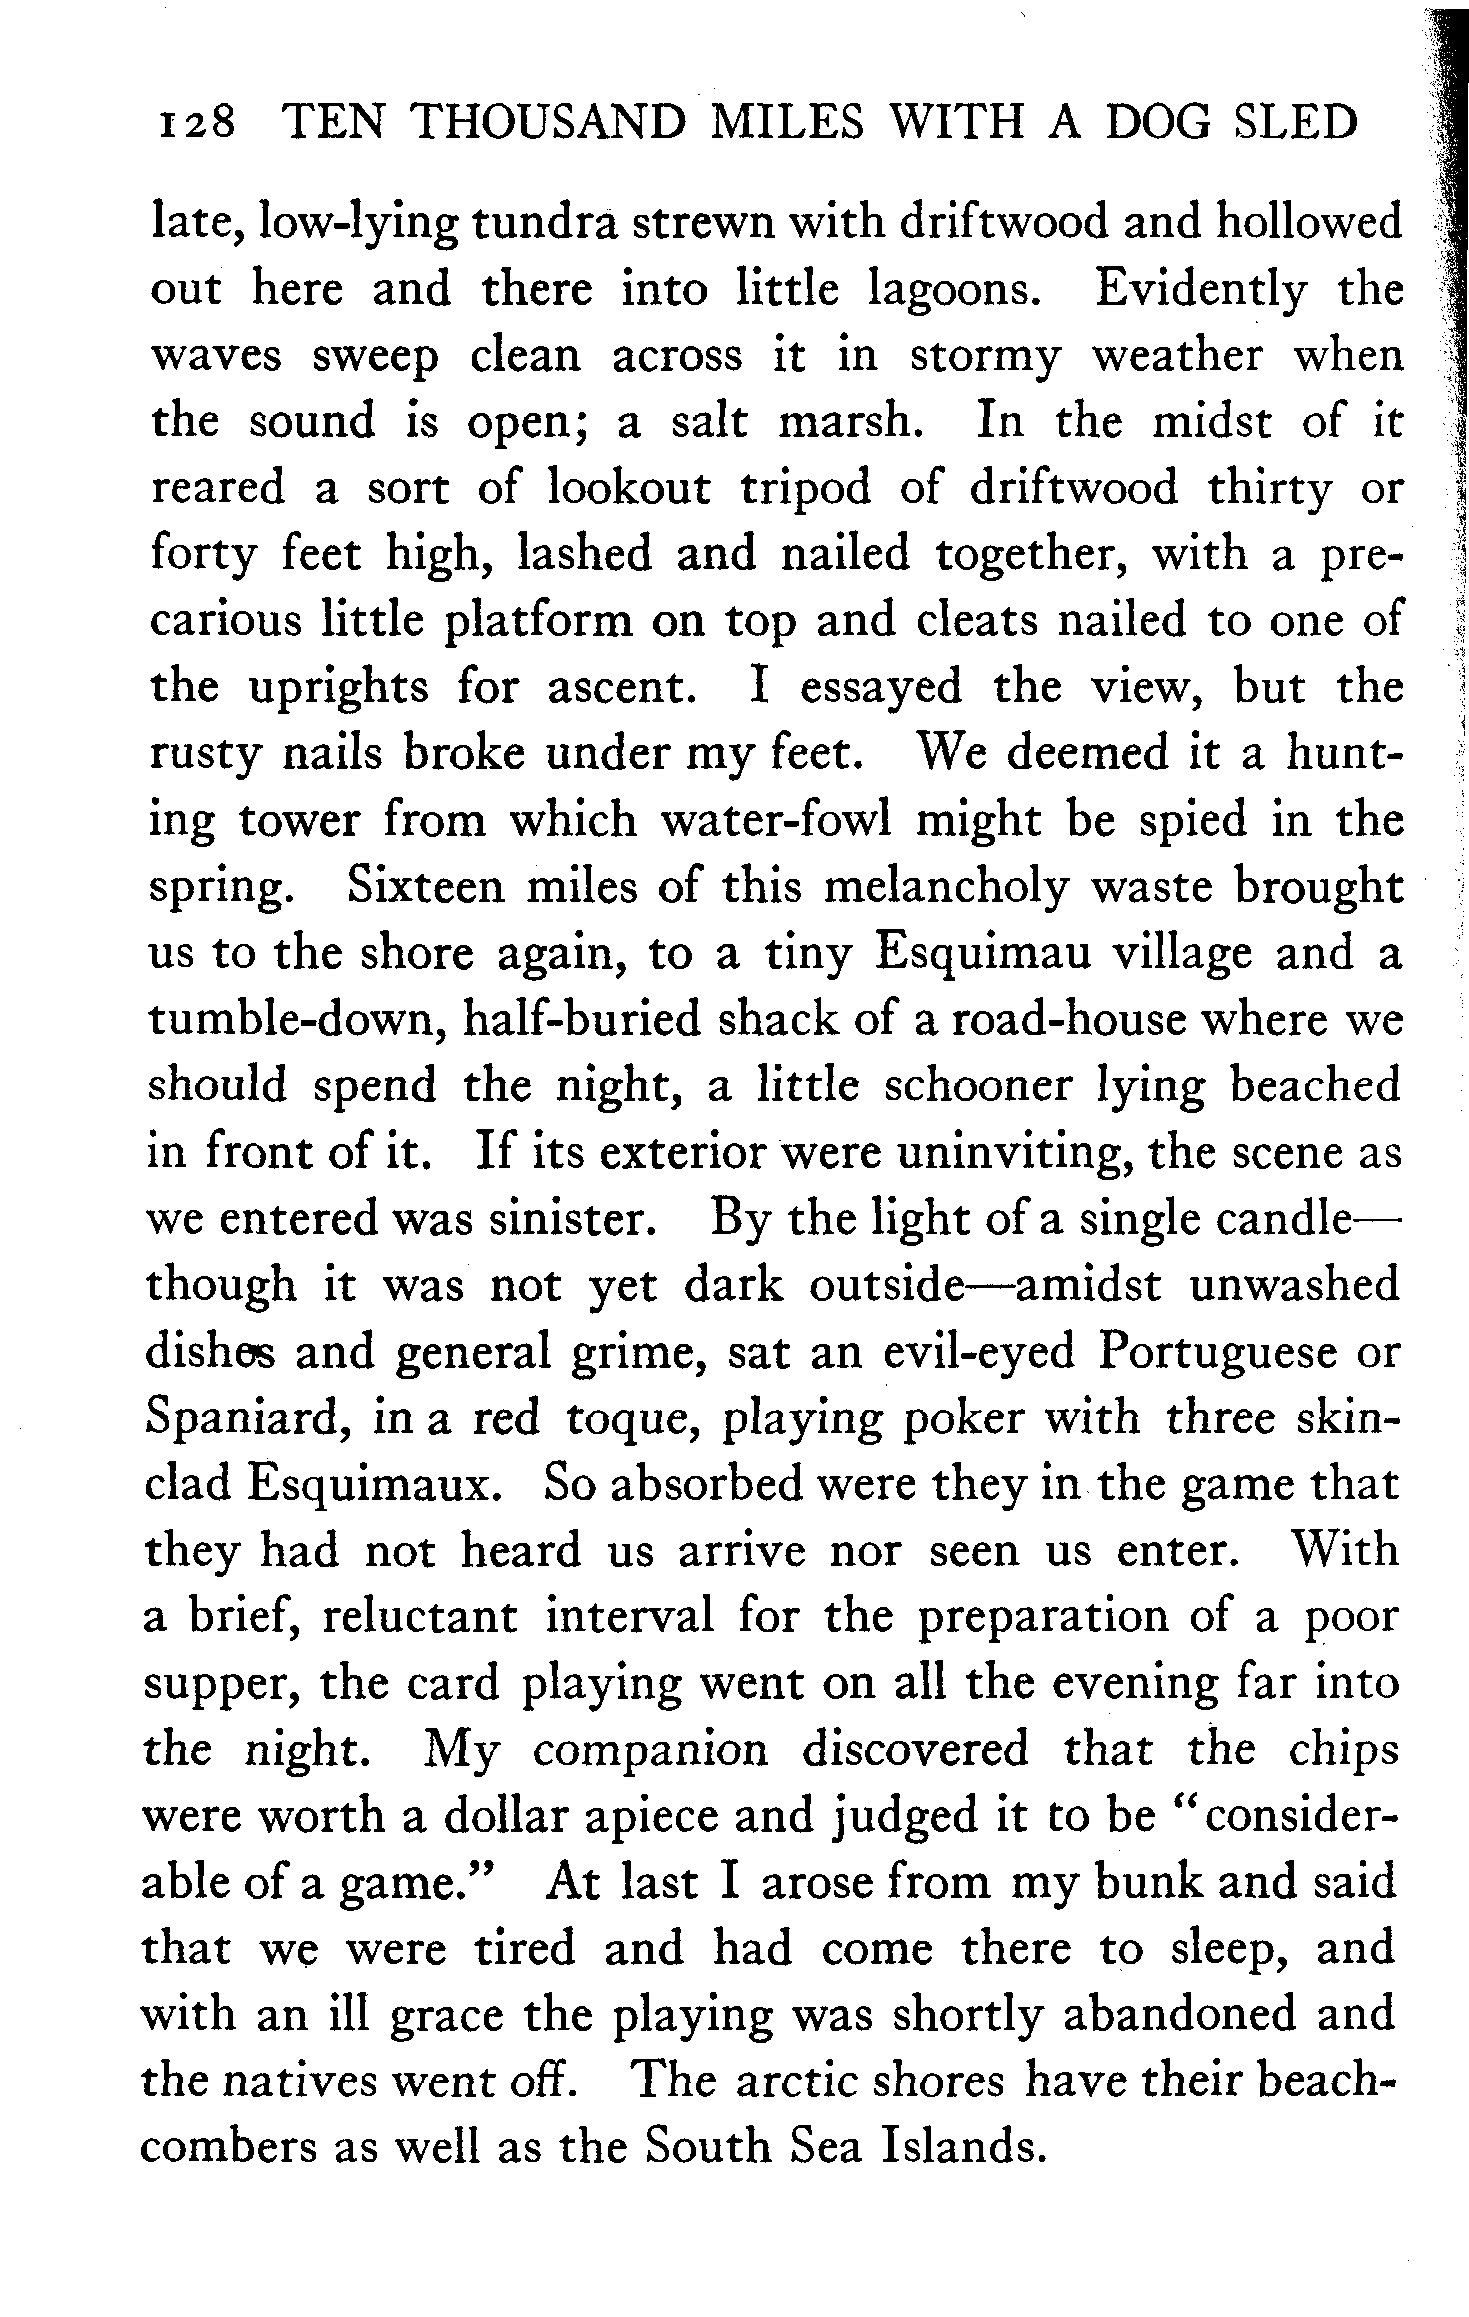 128 TEN THOUSAND MILES WITH A DOG SLED
late, low-lying tundra strewn with driftwood and hollowed
out here and there into little lagoons. Evidently the
waves sweep clean across it in stormy weather when
the sound is open; a salt marsh. In the midst of it
reared a sort of lookout tripod of driftwood thirty or
forty feet high, lashed and nailed together, with a pre-
carious little platform on top and cleats nailed to one of
the uprights for ascent. I essayed the view, but the
rusty nails broke under my feet. We deemed it a hunt-
ing tower from which water-fowl might be spied in the
spring. Sixteen miles of this melancholy waste brought
us to the shore again, to a tiny Esquimau village and a
tumble-down, half-buried shack of a road-house where we
should spend the night, a little schooner lying beached
in front of it. If its exterior were uninviting, the scene as
we entered was sinister. By the light of a single candle—
though it was not yet dark outside—amidst unwashed
dishes and general grime, sat an evil-eyed Portuguese or
Spaniard, in a red toque, playing poker with three skin-
clad Esquimaux. So absorbed were they in the game that
they had not heard us arrive nor seen us enter. With
a brief, reluctant interval for the preparation of a poor
supper, the card playing went on all the evening far into
the night. My companion discovered that the chips
were worth a dollar apiece and judged it to be "consider-
able of a game." At last I arose from my bunk and said
that we were tired and had come there to sleep, and
with an ill grace the playing was shortly abandoned and
the natives went off. The arctic shores have their beach-
combers as well as the South Sea Islands.